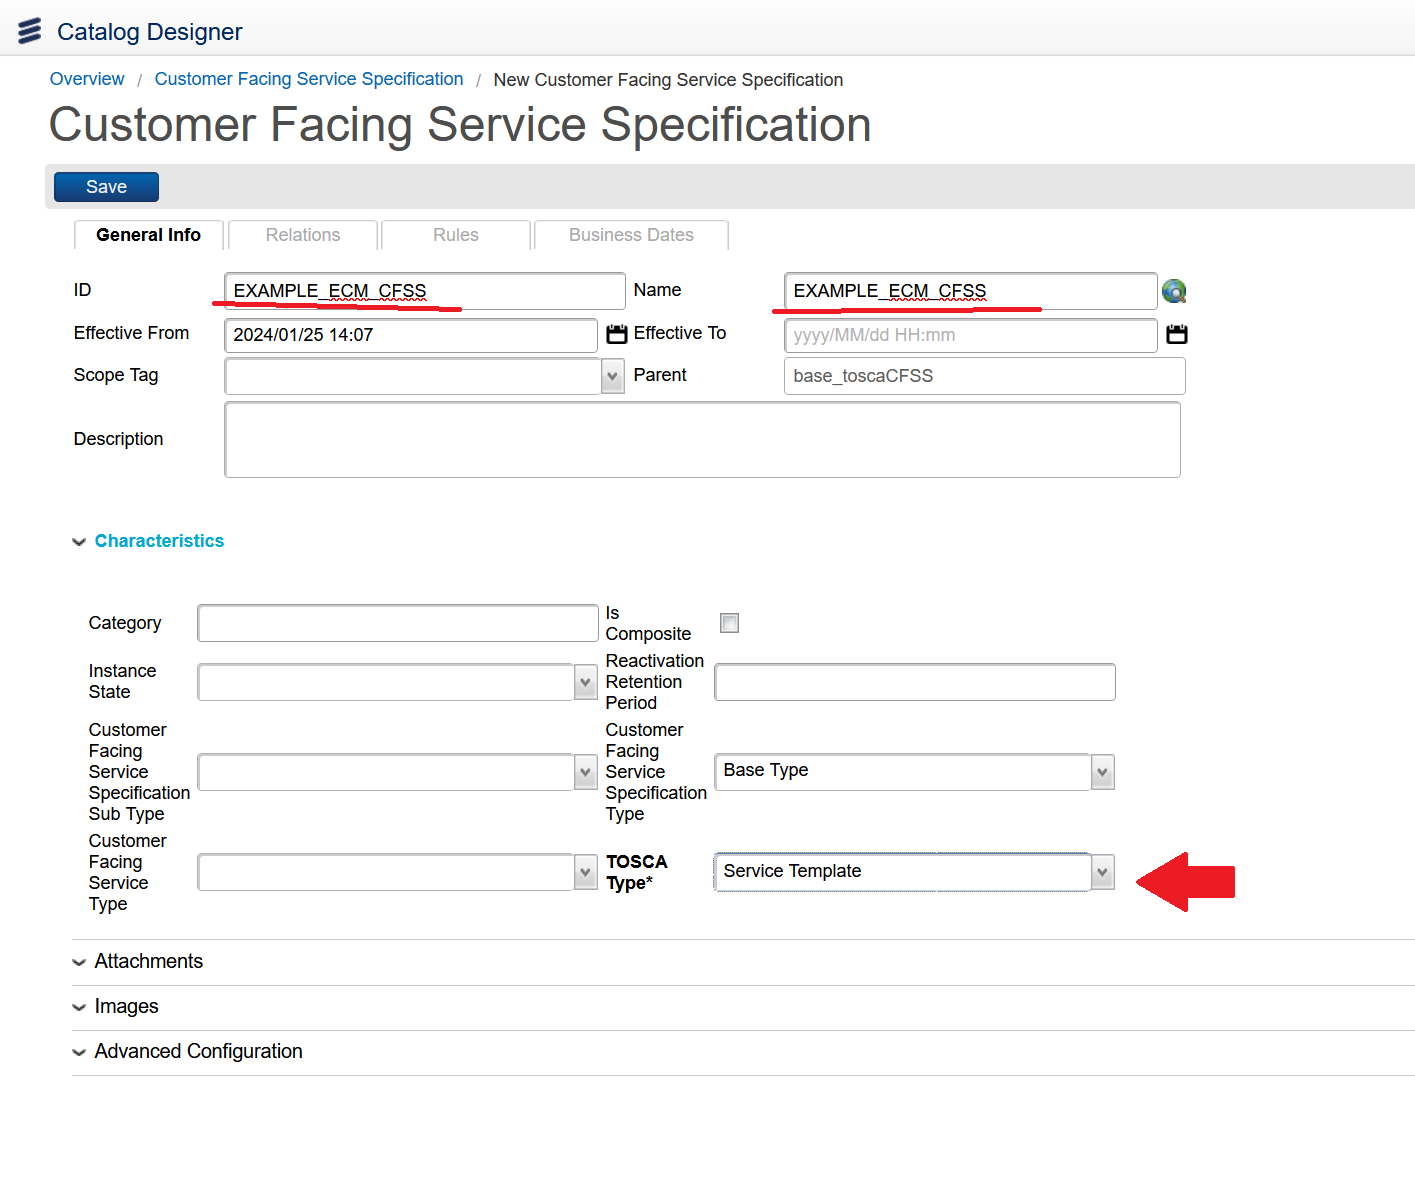 Catalog Designer
Overview / Customer Facing Service Specification / New Customer Facing Service Specification
Customer Facing Service Specification
Save
General Info Relations Rules Business Dates
ID EXAMPLE_ECM_CFSS Name EXAMPLE_ECM_CFSS
Effective From 2024/01/25 14:07 Effective To yyyy/MM/dd HH:mm
Scope Tag Parent base_toscaCFSS
Description
Characteristics
Category
Is
Composite
Instance
State
Reactivation
Retention
Period
Customer
Facing
Service
Specification
Sub Type
Customer
Facing
Service
Specification
Type
Base Type
Customer
Facing
Service
Type
TOSCA
Type*
Service Template
Attachments
Images
Advanced Configuration